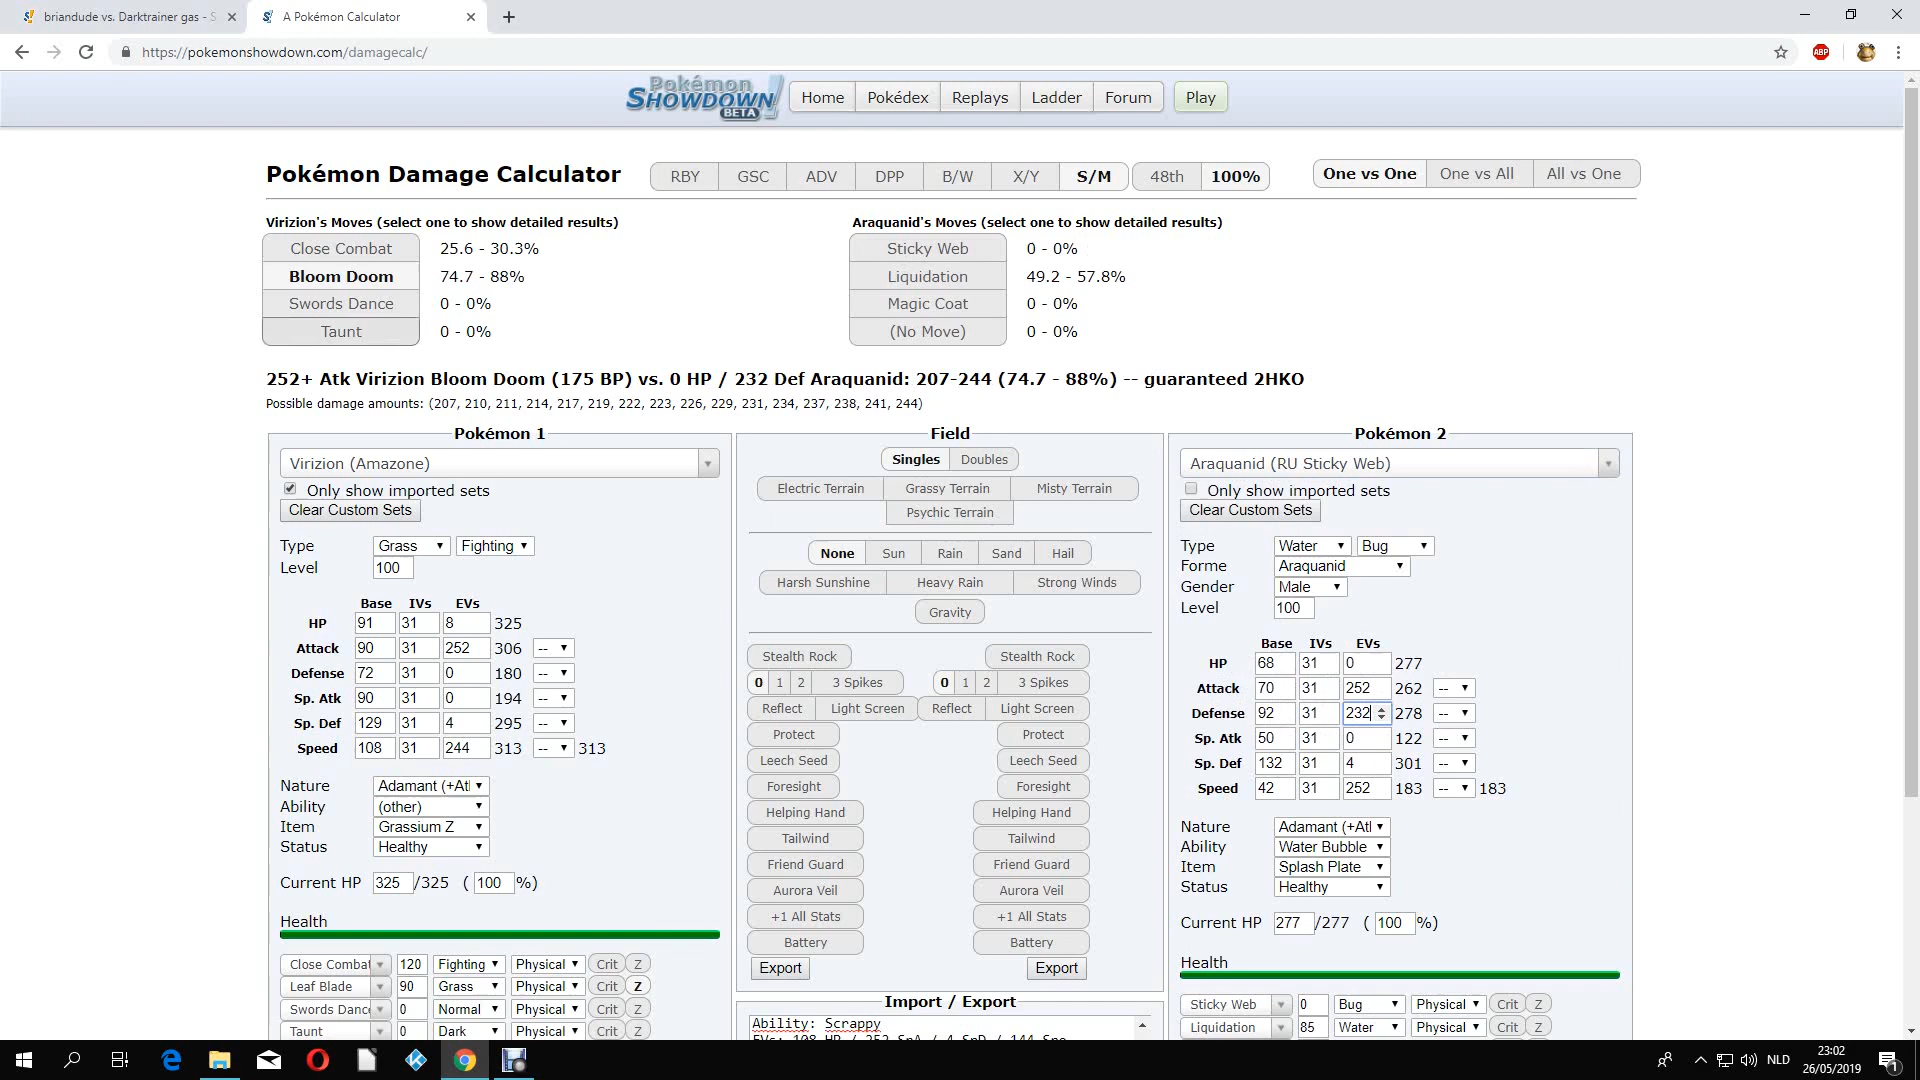 briandude vs. Darktrainer gas - S
A Pokémon Calculator
https://pokemonshowdown.com/damagecalc/
ABP
Pokémon
SHOWDOWN!
BETA
Home
Pokédex
Replays
Ladder
Forum
Play
Pokémon Damage Calculator
RBY GSC ADV DPP B/W X/Y S/M
48th 100%
One vs One One vs All All vs One
Virizion's Moves (select one to show detailed results)
Close Combat 25.6 - 30.3%
Bloom Doom 74.7 - 88%
Swords Dance 0 - 0%
Taunt 0 - 0%
Araquanid's Moves (select one to show detailed results)
Sticky Web 0 - 0%
Liquidation 49.2 - 57.8%
Magic Coat 0 - 0%
(No Move) 0 - 0%
252+ Atk Virizion Bloom Doom (175 BP) vs. 0 HP / 232 Def Araquanid: 207-244 (74.7 - 88%) -- guaranteed 2HKO
Possible damage amounts: (207, 210, 211, 214, 217, 219, 222, 223, 226, 229, 231, 234, 237, 238, 241, 244)
Pokémon 1
Virizion (Amazone)
Only show imported sets
Clear Custom Sets
Type Grass Fighting
Level 100
Base IVs EVs
HP 91 31 8 325
Attack 90 31 252 306 --
Defense 72 31 0 180 --
Sp. Atk 90 31 0 194 --
Sp. Def 129 31 4 295 --
Speed 108 31 244 313 -- 313
Nature Adamant (+Atl
Ability (other)
Item Grassium Z
Status Healthy
Current HP 325 /325 ( 100 %)
Health
Close Combat 120 Fighting Physical Crit Z
Leaf Blade 90 Grass Physical Crit Z
Swords Dance 0 Normal Physical Crit Z
Taunt 0 Dark Physical Crit Z
Field
Singles Doubles
Electric Terrain Grassy Terrain Misty Terrain
Psychic Terrain
None Sun Rain Sand Hail
Harsh Sunshine Heavy Rain Strong Winds
Gravity
Stealth Rock Stealth Rock
0 1 2 3 Spikes 0 1 2 3 Spikes
Reflect Light Screen Reflect Light Screen
Protect Protect
Leech Seed Leech Seed
Foresight Foresight
Helping Hand Helping Hand
Tailwind Tailwind
Friend Guard Friend Guard
Aurora Veil Aurora Veil
+1 All Stats +1 All Stats
Battery Battery
Export Export
Import / Export
Ability: Scrappy
EVs: 108 HP / 252 SpA / 4 SpD / 144 Spe
Pokémon 2
Araquanid (RU Sticky Web)
Only show imported sets
Clear Custom Sets
Type Water Bug
Forme Araquanid
Gender Male
Level 100
Base IVs EVs
HP 68 31 0 277
Attack 70 31 252 262 --
Defense 92 31 232 278 --
Sp. Atk 50 31 0 122 --
Sp. Def 132 31 4 301 --
Speed 42 31 252 183 -- 183
Nature Adamant (+Atl
Ability Water Bubble
Item Splash Plate
Status Healthy
Current HP 277 /277 ( 100 %)
Health
Sticky Web 0 Bug Physical Crit Z
Liquidation 85 Water Physical Crit Z
NLD
23:02
26/05/2019
1